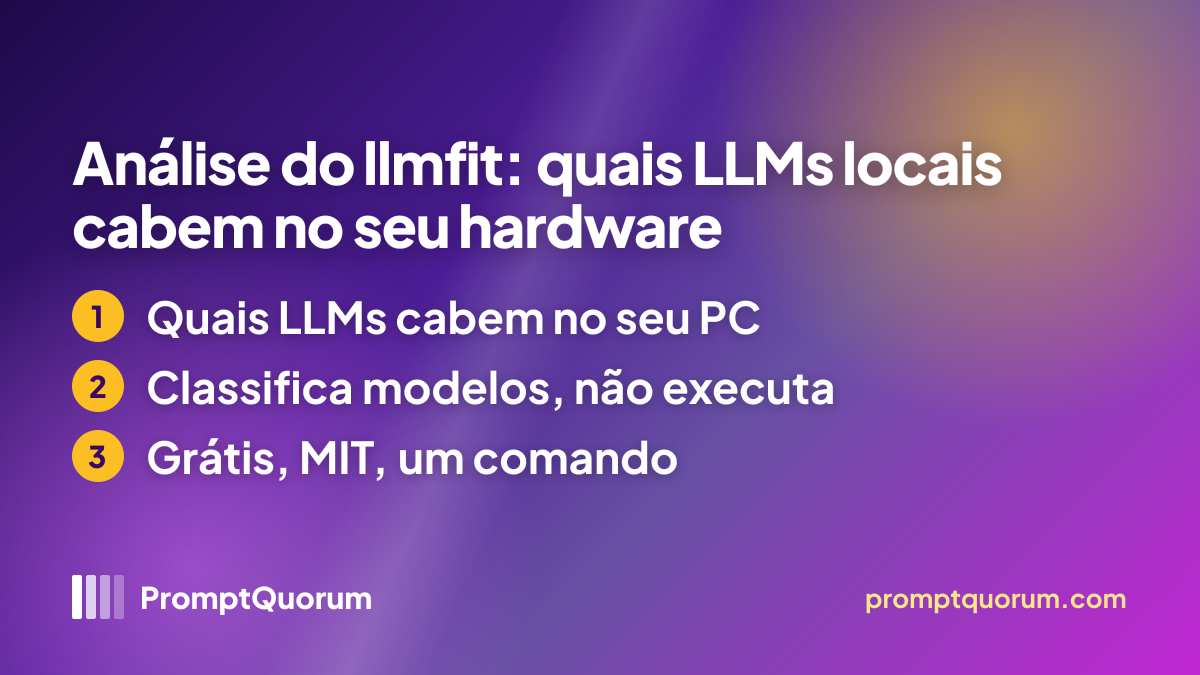 Análise do llmfit: quais LLMs locais
cabem no seu hardware
1 Quais LLMs cabem no seu PC
2 Classifica modelos, não executa
3 Grátis, MIT, um comando
PromptQuorum
promptquorum.com